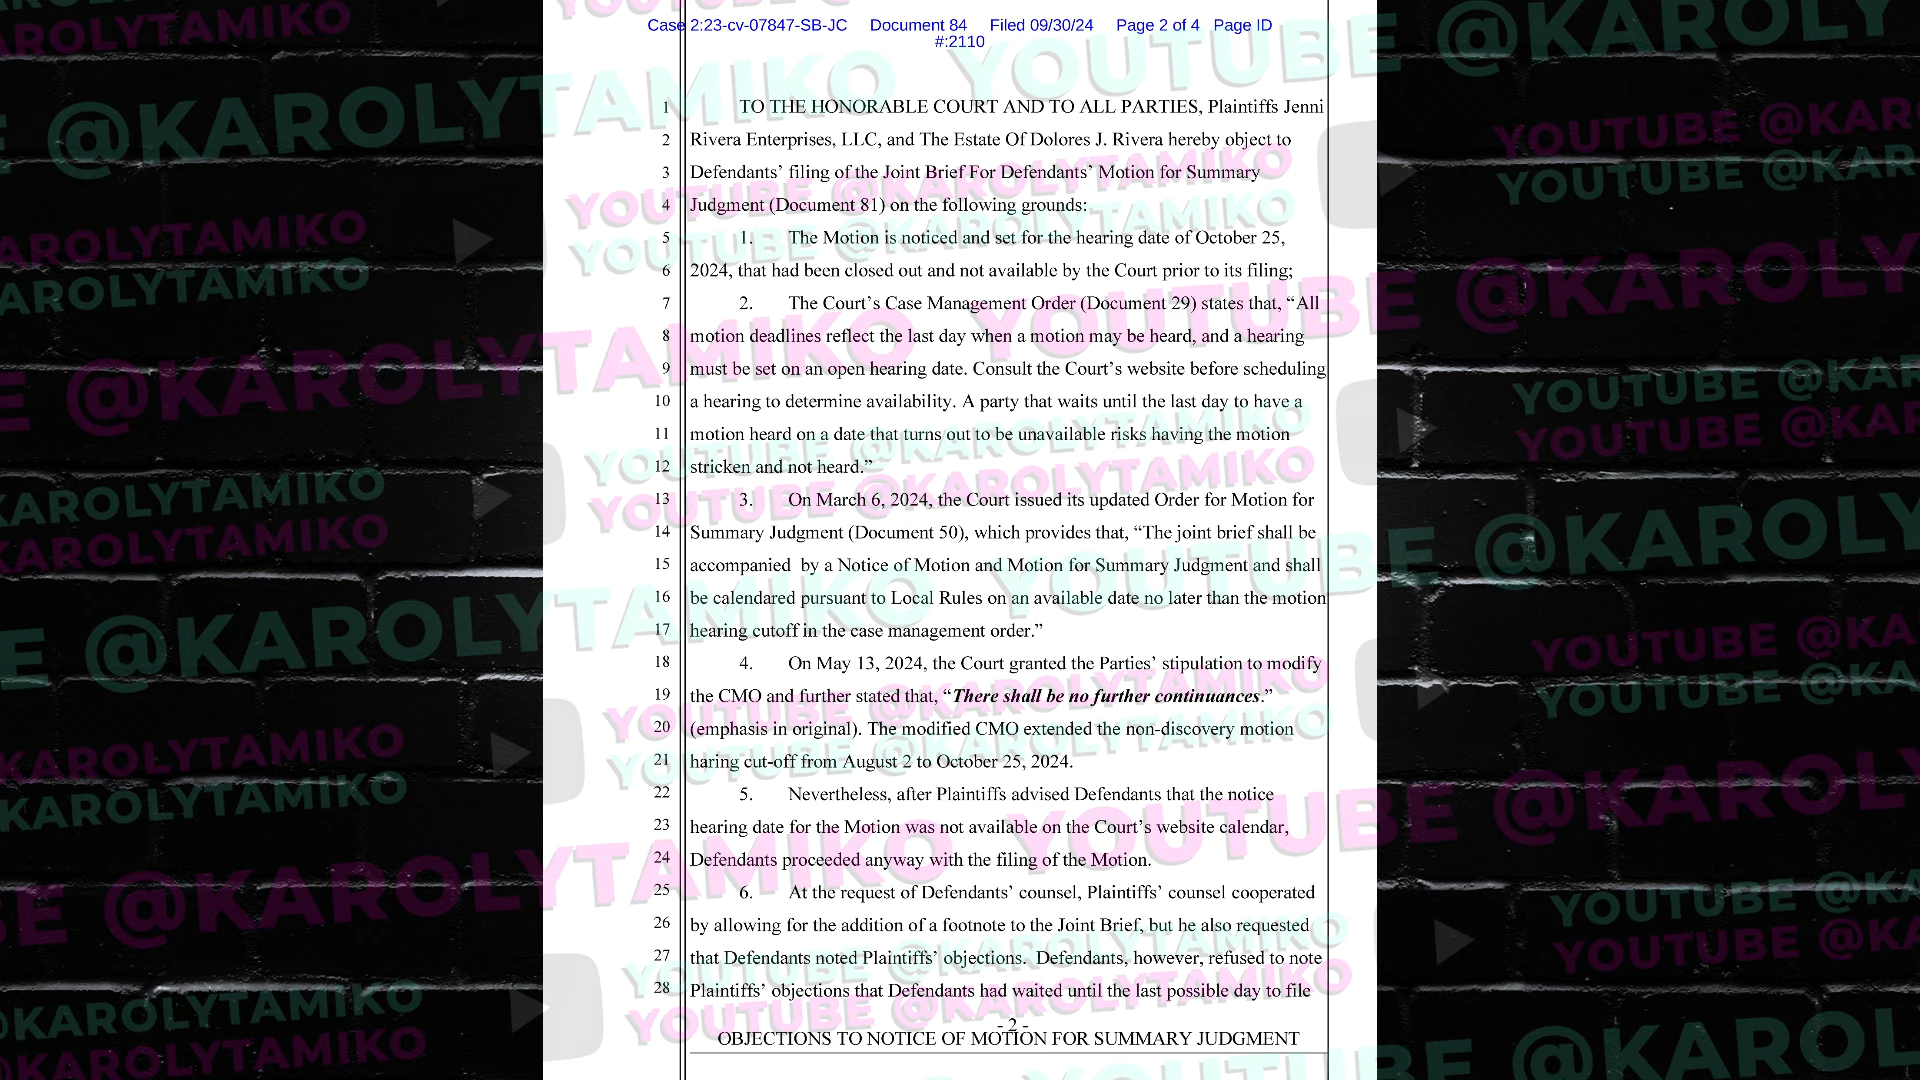 Case 2:23-cv-07847-SB-JC Document 84 Filed 09/30/24 Page 2 of 4 Page ID
#:2110
1 TO THE HONORABLE COURT AND TO ALL PARTIES, Plaintiffs Jenni
2 Rivera Enterprises, LLC, and The Estate Of Dolores J. Rivera hereby object to
3 Defendants’ filing of the Joint Brief For Defendants’ Motion for Summary
4 Judgment (Document 81) on the following grounds:
5 1. The Motion is noticed and set for the hearing date of October 25,
6 2024, that had been closed out and not available by the Court prior to its filing;
7 2. The Court’s Case Management Order (Document 29) states that, “All
8 motion deadlines reflect the last day when a motion may be heard, and a hearing
9 must be set on an open hearing date. Consult the Court’s website before scheduling
10 a hearing to determine availability. A party that waits until the last day to have a
11 motion heard on a date that turns out to be unavailable risks having the motion
12 stricken and not heard.”
13 3. On March 6, 2024, the Court issued its updated Order for Motion for
14 Summary Judgment (Document 50), which provides that, “The joint brief shall be
15 accompanied by a Notice of Motion and Motion for Summary Judgment and shall
16 be calendared pursuant to Local Rules on an available date no later than the motion
17 hearing cutoff in the case management order.”
18 4. On May 13, 2024, the Court granted the Parties’ stipulation to modify
19 the CMO and further stated that, “There shall be no further continuances.”
20 (emphasis in original). The modified CMO extended the non-discovery motion
21 haring cut-off from August 2 to October 25, 2024.
22 5. Nevertheless, after Plaintiffs advised Defendants that the notice
23 hearing date for the Motion was not available on the Court’s website calendar,
24 Defendants proceeded anyway with the filing of the Motion.
25 6. At the request of Defendants’ counsel, Plaintiffs’ counsel cooperated
26 by allowing for the addition of a footnote to the Joint Brief, but he also requested
27 that Defendants noted Plaintiffs’ objections. Defendants, however, refused to note
28 Plaintiffs’ objections that Defendants had waited until the last possible day to file
- 2 -
OBJECTIONS TO NOTICE OF MOTION FOR SUMMARY JUDGMENT
YOUTUBE @KAROLYTAMIKO
YOUTUBE @KAROLYTAMIKO